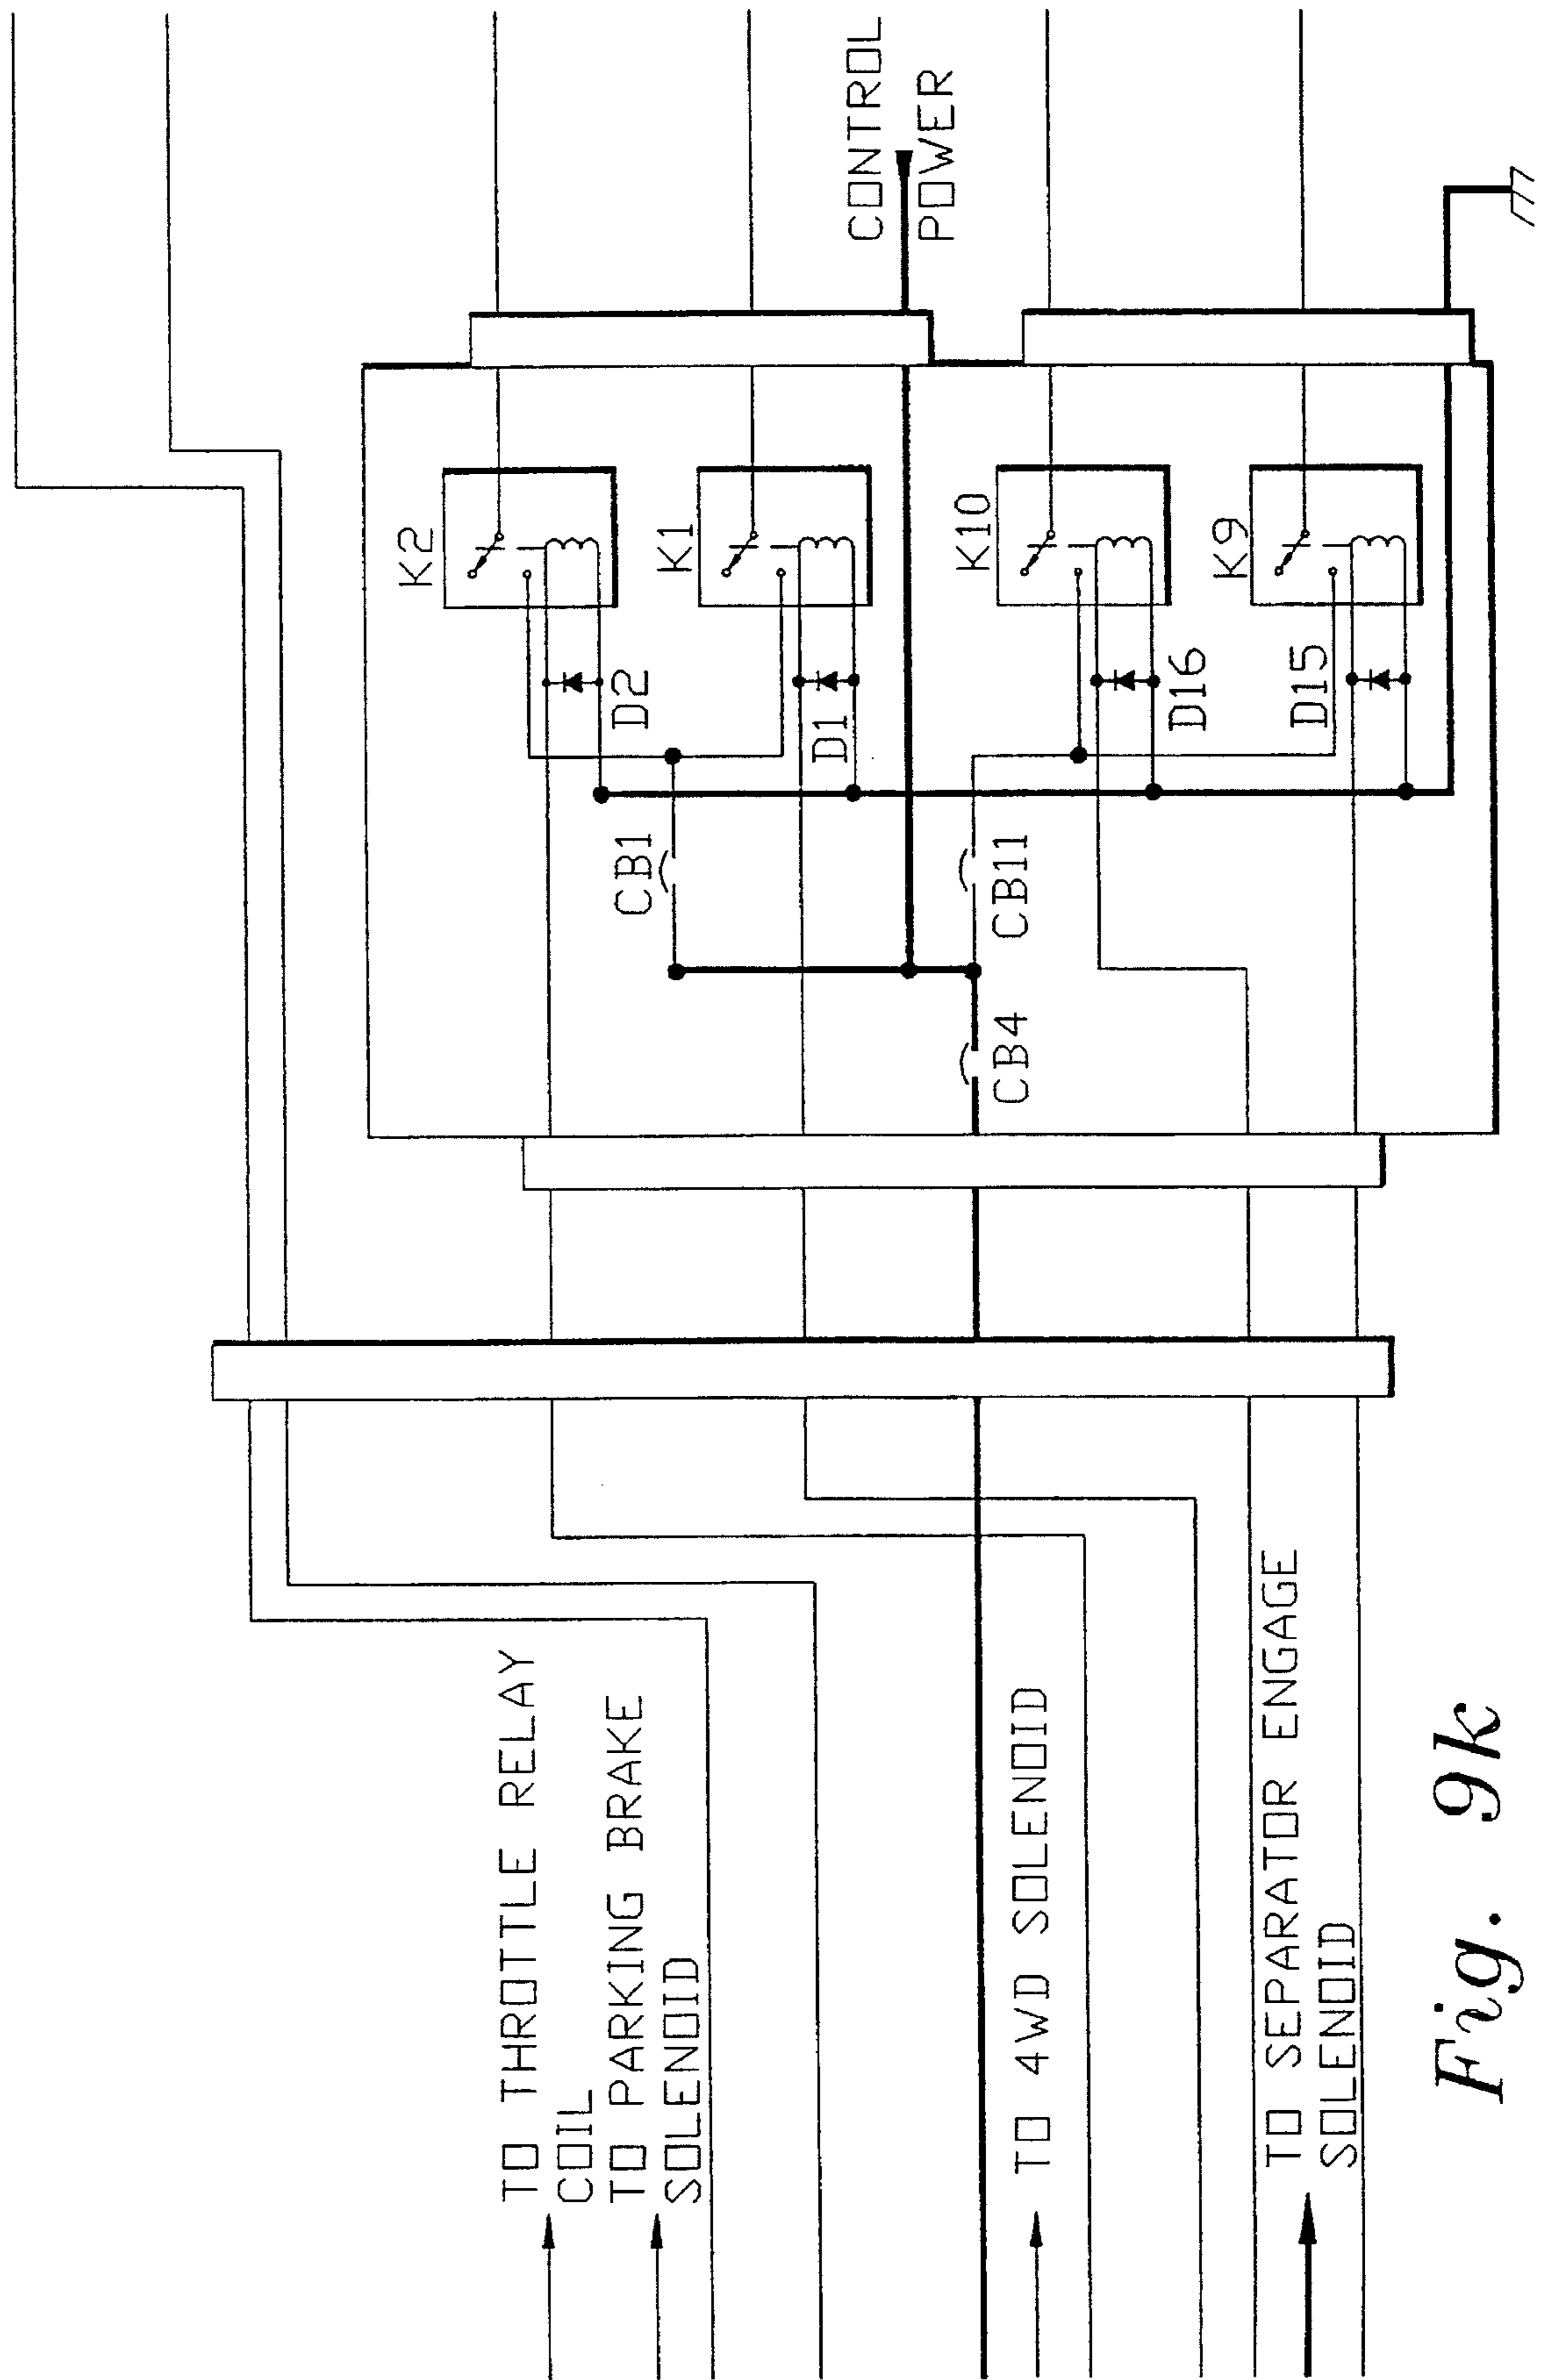 CONTROL
POWER
K2
K1
K10
K9
D2
D1
D16
D15
CB1
CB11
CB4
TO THROTTLE RELAY
COIL
TO PARKING BRAKE
SOLENOID
TO 4WD SOLENOID
TO SEPARATOR ENGAGE
SOLENOID
Fig. 9k